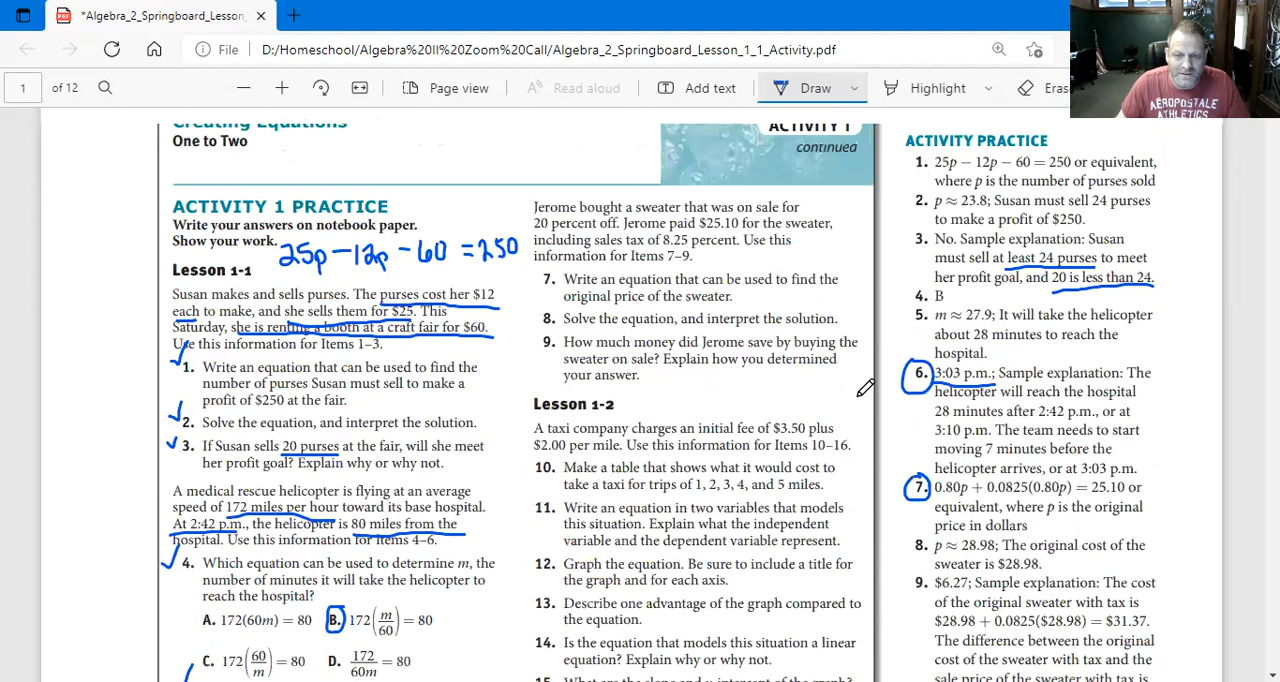 *Algebra_2_Springboard_Lesson_
File
D:/Homeschool/Algebra%20II%20Zoom%20Call/Algebra_2_Springboard_Lesson_1_1_Activity.pdf
1 of 12
Page view
Read aloud
Add text
Draw
Highlight
Eras
AÉROPOSTALE
ATHLETICS
Creating Equations
One to Two
ACTIVITY 1
continued
ACTIVITY 1 PRACTICE
Write your answers on notebook paper.
Show your work.
25p - 12p - 60 = 250
Lesson 1-1
Susan makes and sells purses. The purses cost her $12
each to make, and she sells them for $25. This
Saturday, she is renting a booth at a craft fair for $60.
Use this information for Items 1–3.
1. Write an equation that can be used to find the
number of purses Susan must sell to make a
profit of $250 at the fair.
2. Solve the equation, and interpret the solution.
3. If Susan sells 20 purses at the fair, will she meet
her profit goal? Explain why or why not.
A medical rescue helicopter is flying at an average
speed of 172 miles per hour toward its base hospital.
At 2:42 p.m., the helicopter is 80 miles from the
hospital. Use this information for Items 4–6.
4. Which equation can be used to determine m, the
number of minutes it will take the helicopter to
reach the hospital?
A. 172(60m) = 80 B. 172(m/60) = 80
C. 172(60/m) = 80 D. 172/60m = 80
Jerome bought a sweater that was on sale for
20 percent off. Jerome paid $25.10 for the sweater,
including sales tax of 8.25 percent. Use this
information for Items 7–9.
7. Write an equation that can be used to find the
original price of the sweater.
8. Solve the equation, and interpret the solution.
9. How much money did Jerome save by buying the
sweater on sale? Explain how you determined
your answer.
Lesson 1-2
A taxi company charges an initial fee of $3.50 plus
$2.00 per mile. Use this information for Items 10–16.
10. Make a table that shows what it would cost to
take a taxi for trips of 1, 2, 3, 4, and 5 miles.
11. Write an equation in two variables that models
this situation. Explain what the independent
variable and the dependent variable represent.
12. Graph the equation. Be sure to include a title for
the graph and for each axis.
13. Describe one advantage of the graph compared to
the equation.
14. Is the equation that models this situation a linear
equation? Explain why or why not.
15. What are the slope and y-intercept of the graph?
ACTIVITY PRACTICE
1. 25p − 12p − 60 = 250 or equivalent,
where p is the number of purses sold
2. p ≈ 23.8; Susan must sell 24 purses
to make a profit of $250.
3. No. Sample explanation: Susan
must sell at least 24 purses to meet
her profit goal, and 20 is less than 24.
4. B
5. m ≈ 27.9; It will take the helicopter
about 28 minutes to reach the
hospital.
6. 3:03 p.m.; Sample explanation: The
helicopter will reach the hospital
28 minutes after 2:42 p.m., or at
3:10 p.m. The team needs to start
moving 7 minutes before the
helicopter arrives, or at 3:03 p.m.
7. 0.80p + 0.0825(0.80p) = 25.10 or
equivalent, where p is the original
price in dollars
8. p ≈ 28.98; The original cost of the
sweater is $28.98.
9. $6.27; Sample explanation: The cost
of the original sweater with tax is
$28.98 + 0.0825($28.98) = $31.37.
The difference between the original
cost of the sweater with tax and the
sale price of the sweater with tax is